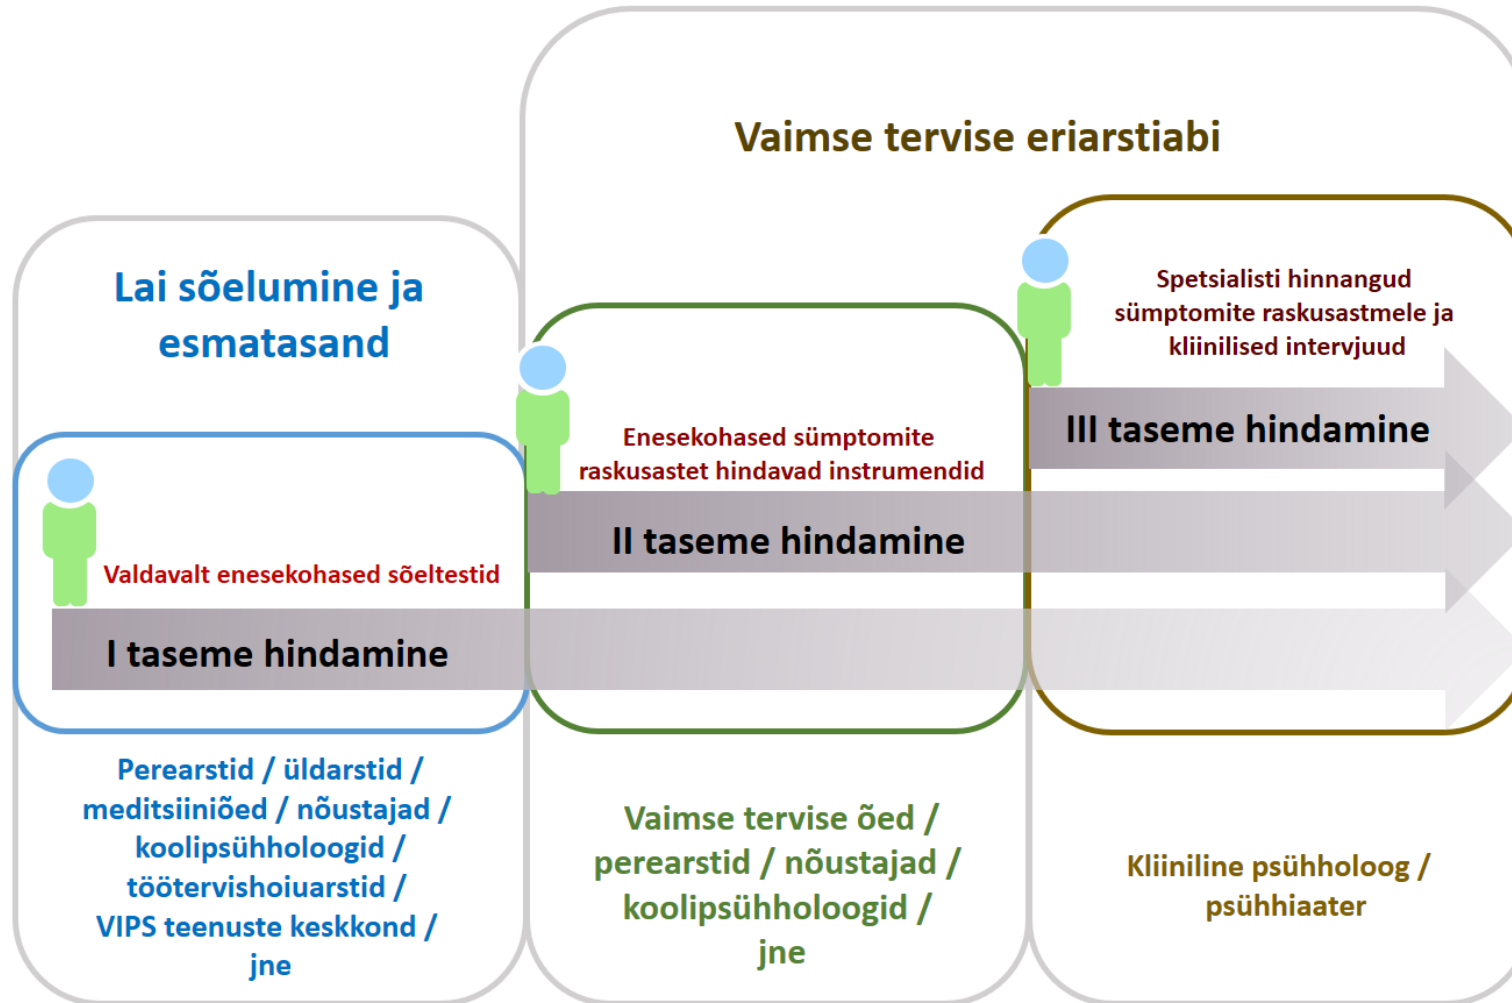 Vaimse tervise eriarstiabi
Lai sõelumine ja
esmatasand
Spetsialisti hinnangud
sümptomite raskusastmele ja
kliinilised intervjuud
III taseme hindamine
Enesekohased sümptomite
raskusastet hindavad instrumendid
II taseme hindamine
Valdavalt enesekohased sõeltestid
I taseme hindamine
Perearstid / üldarstid /
meditsiiniõed / nõustajad /
koolipsühholoogid /
töötervishoiuarstid /
VIPS teenuste keskkond /
jne
Vaimse tervise õed /
perearstid / nõustajad /
koolipsühholoogid /
jne
Kliiniline psühholoog /
psühhiaater